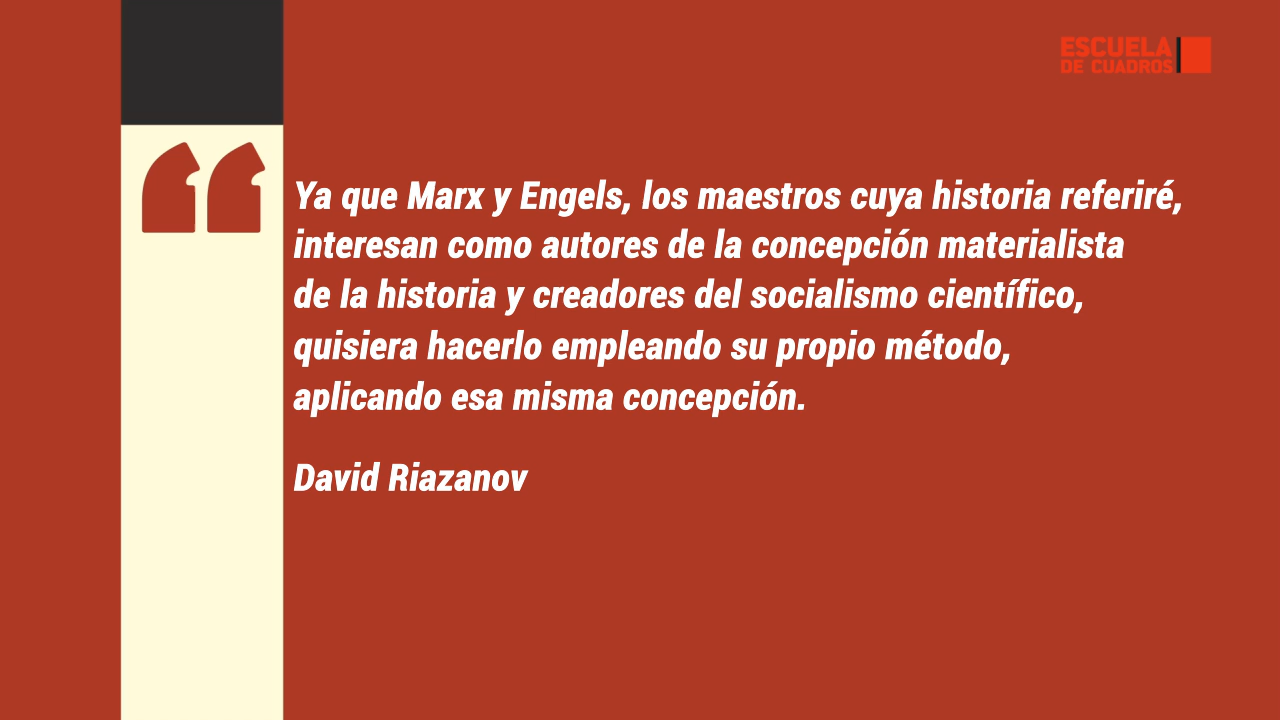 ESCUELA
DE CUADROS
Ya que Marx y Engels, los maestros cuya historia referiré,
interesan como autores de la concepción materialista
de la historia y creadores del socialismo científico,
quisiera hacerlo empleando su propio método,
aplicando esa misma concepción.
David Riazanov